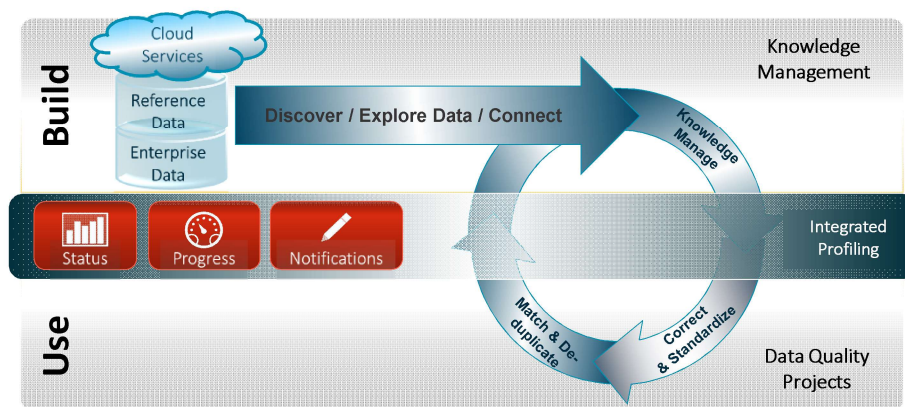 Build
Cloud
Services
Reference
Data
Enterprise
Data
Discover / Explore Data / Connect
Knowledge
Management
Knowledge
Manage
Status
Progress
Notifications
Integrated
Profiling
Use
Match & De-
duplicate
Correct
& Standardize
Data Quality
Projects